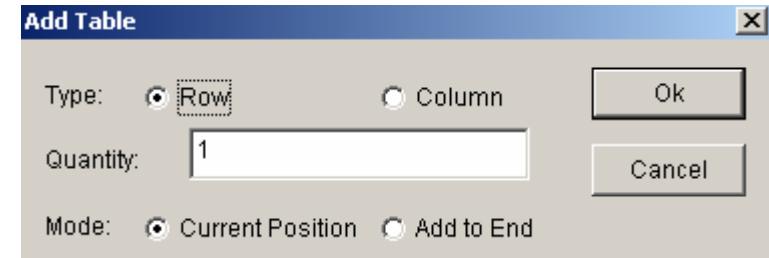 Add Table
Type: Row Column Ok
Quantity: 1
Cancel
Mode: Current Position Add to End